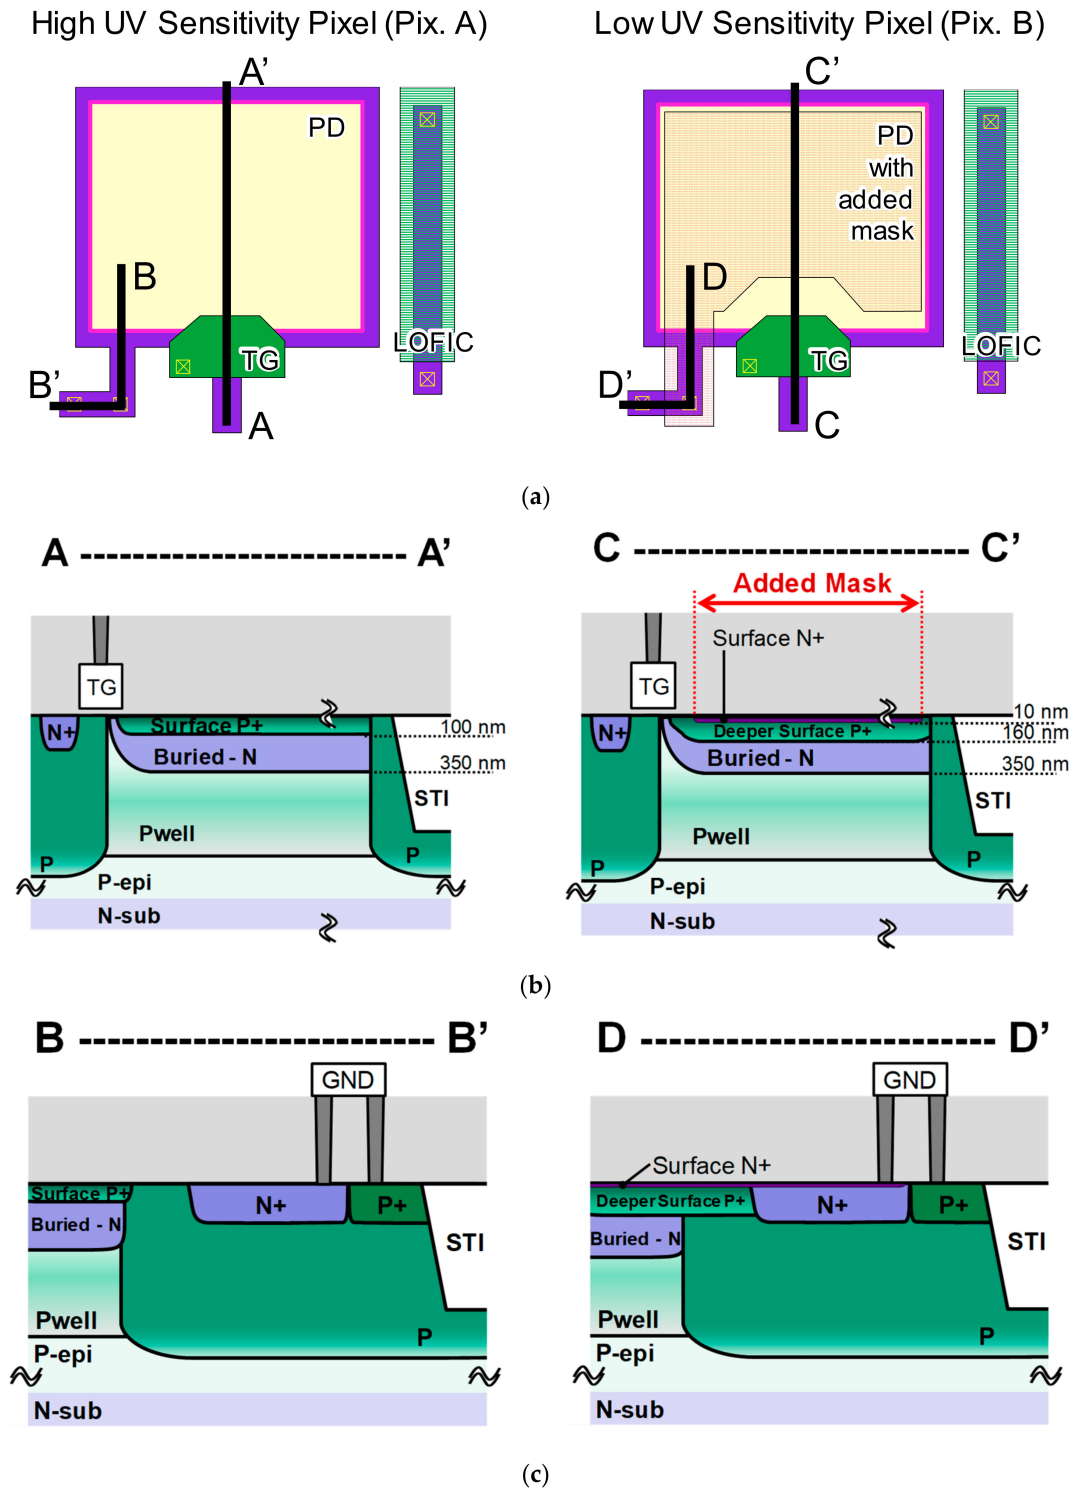 High UV Sensitivity Pixel (Pix. A)
Low UV Sensitivity Pixel (Pix. B)
A'
PD
B
B'
TG
A
LOFIC
C'
PD
with
added
mask
D
D'
TG
C
LOFIC
(a)
A
A'
TG
N+
Surface P+
100 nm
Buried - N
350 nm
STI
Pwell
P
P
P-epi
N-sub
C
C'
Added Mask
Surface N+
TG
N+
10 nm
Deeper Surface P+
160 nm
Buried - N
350 nm
STI
Pwell
P
P
P-epi
N-sub
(b)
B
B'
GND
Surface P+
N+
P+
Buried - N
STI
Pwell
P
P-epi
N-sub
D
D'
GND
Surface N+
Deeper Surface P+
N+
P+
Buried - N
STI
Pwell
P
P-epi
N-sub
(c)